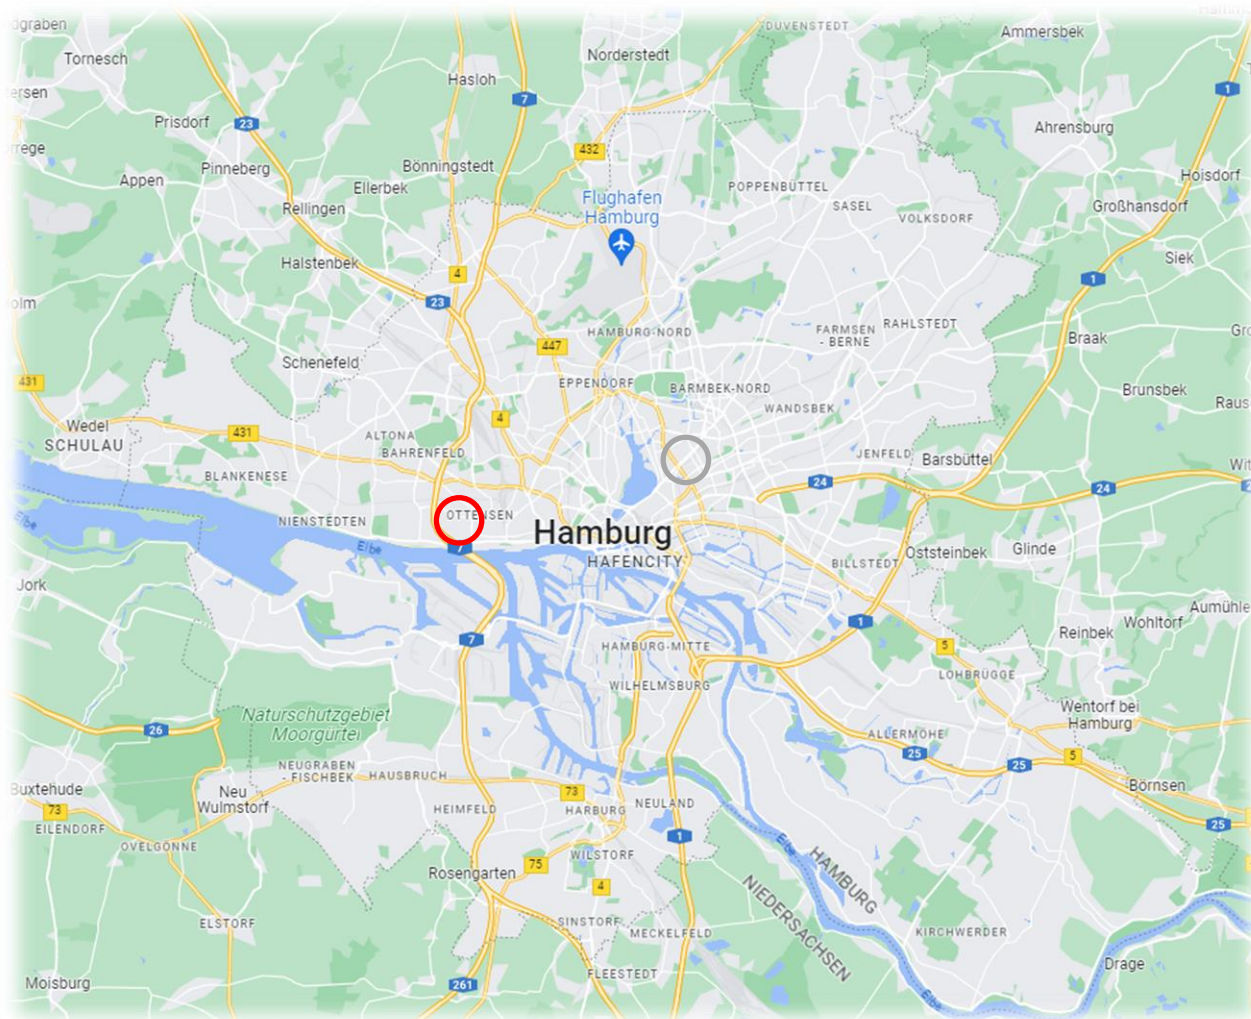 DUVENSTEDT
Ammersbek
Tornesch
Norderstedt
Hasloh
7
1
Prisdorf
23
Ahrensburg
432
Pinneberg
Bönningstedt
Appen
Ellerbek
POPPENBÜTTEL
Hoisdorf
Flughafen
Hamburg
Rellingen
SASEL
VOLKSDORF
Großhansdorf
Halstenbek
4
Siek
1
23
HAMBURG-NORD
FARMSEN
- BERNE
RAHLSTEDT
Braak
447
Schenefeld
431
EPPENDORF
BARMBEK-NORD
Brunsbek
WANDSBEK
4
Wedel
SCHULAU
431
ALTONA
BAHRENFELD
JENFELD
Barsbüttel
BLANKENESE
24
24
NIENSTEDTEN
OTTENSEN
Elbe
Elbe
7
Hamburg
HAFENCITY
BILLSTEDT
Oststeinbek
Glinde
Jork
Aumühle
Wohltorf
Reinbek
1
7
HAMBURG-MITTE
5
LOHBRÜGGE
WILHELMSBURG
Naturschutzgebiet
Moorgürtel
Wentorf bei
Hamburg
26
ALLERMÖHE
25
25
5
NEUGRABEN
- FISCHBEK
HAUSBRUCH
Buxtehude
73
Neu
Wulmstorf
73
HEIMFELD
HARBURG
NEULAND
Börnsen
25
EILENDORF
OVELGÖNNE
1
Elbe
WILSTORF
75
Rosengarten
4
HAMBURG
NIEDERSACHSEN
ELSTORF
SINSTORF
MECKELFELD
KIRCHWERDER
FLEESTEDT
Drage
Moisburg
261
Elbe